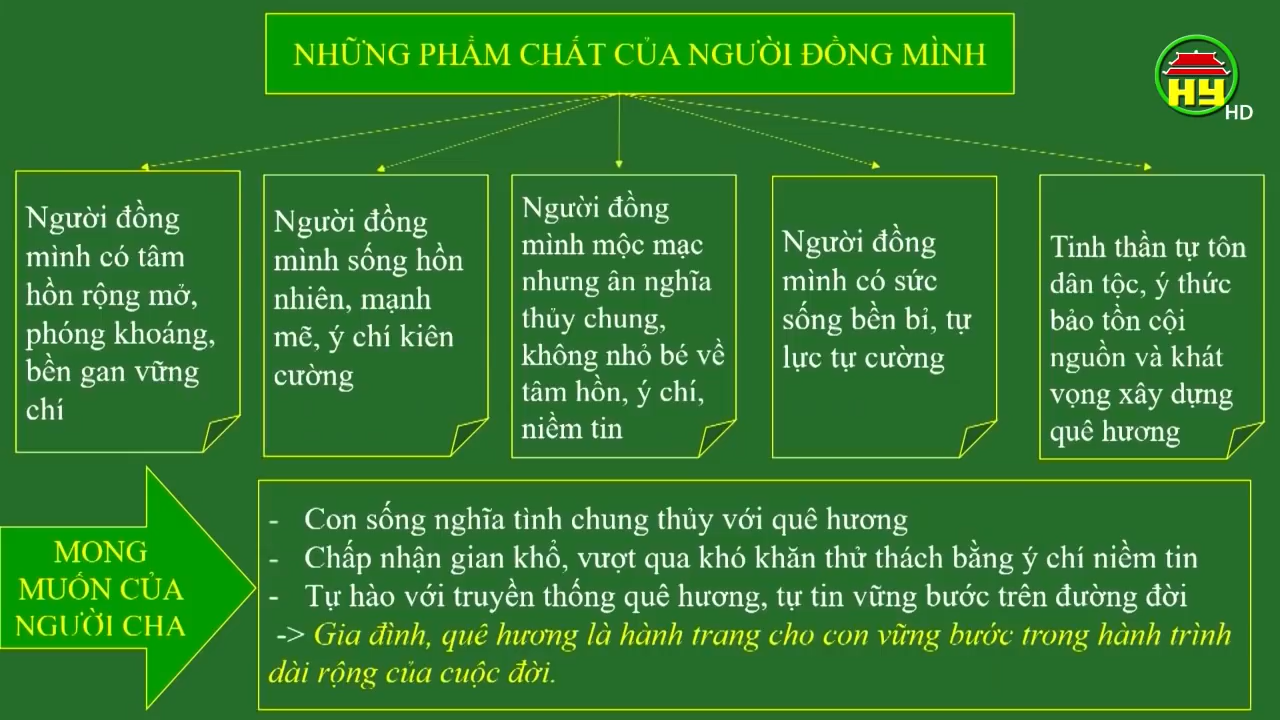 NHỮNG PHẨM CHẤT CỦA NGƯỜI ĐỒNG MÌNH
HY
HD
Người đồng
mình có tâm
hồn rộng mở,
phóng khoáng,
bền gan vững
chí
Người đồng
mình sống hồn
nhiên, mạnh
mẽ, ý chí kiên
cường
Người đồng
mình mộc mạc
nhưng ân nghĩa
thủy chung,
không nhỏ bé về
tâm hồn, ý chí,
niềm tin
Người đồng
mình có sức
sống bền bỉ, tự
lực tự cường
Tinh thần tự tôn
dân tộc, ý thức
bảo tồn cội
nguồn và khát
vọng xây dựng
quê hương
MONG
MUỐN CỦA
NGƯỜI CHA
- Con sống nghĩa tình chung thủy với quê hương
- Chấp nhận gian khổ, vượt qua khó khăn thử thách bằng ý chí niềm tin
- Tự hào với truyền thống quê hương, tự tin vững bước trên đường đời
-> Gia đình, quê hương là hành trang cho con vững bước trong hành trình
dài rộng của cuộc đời.